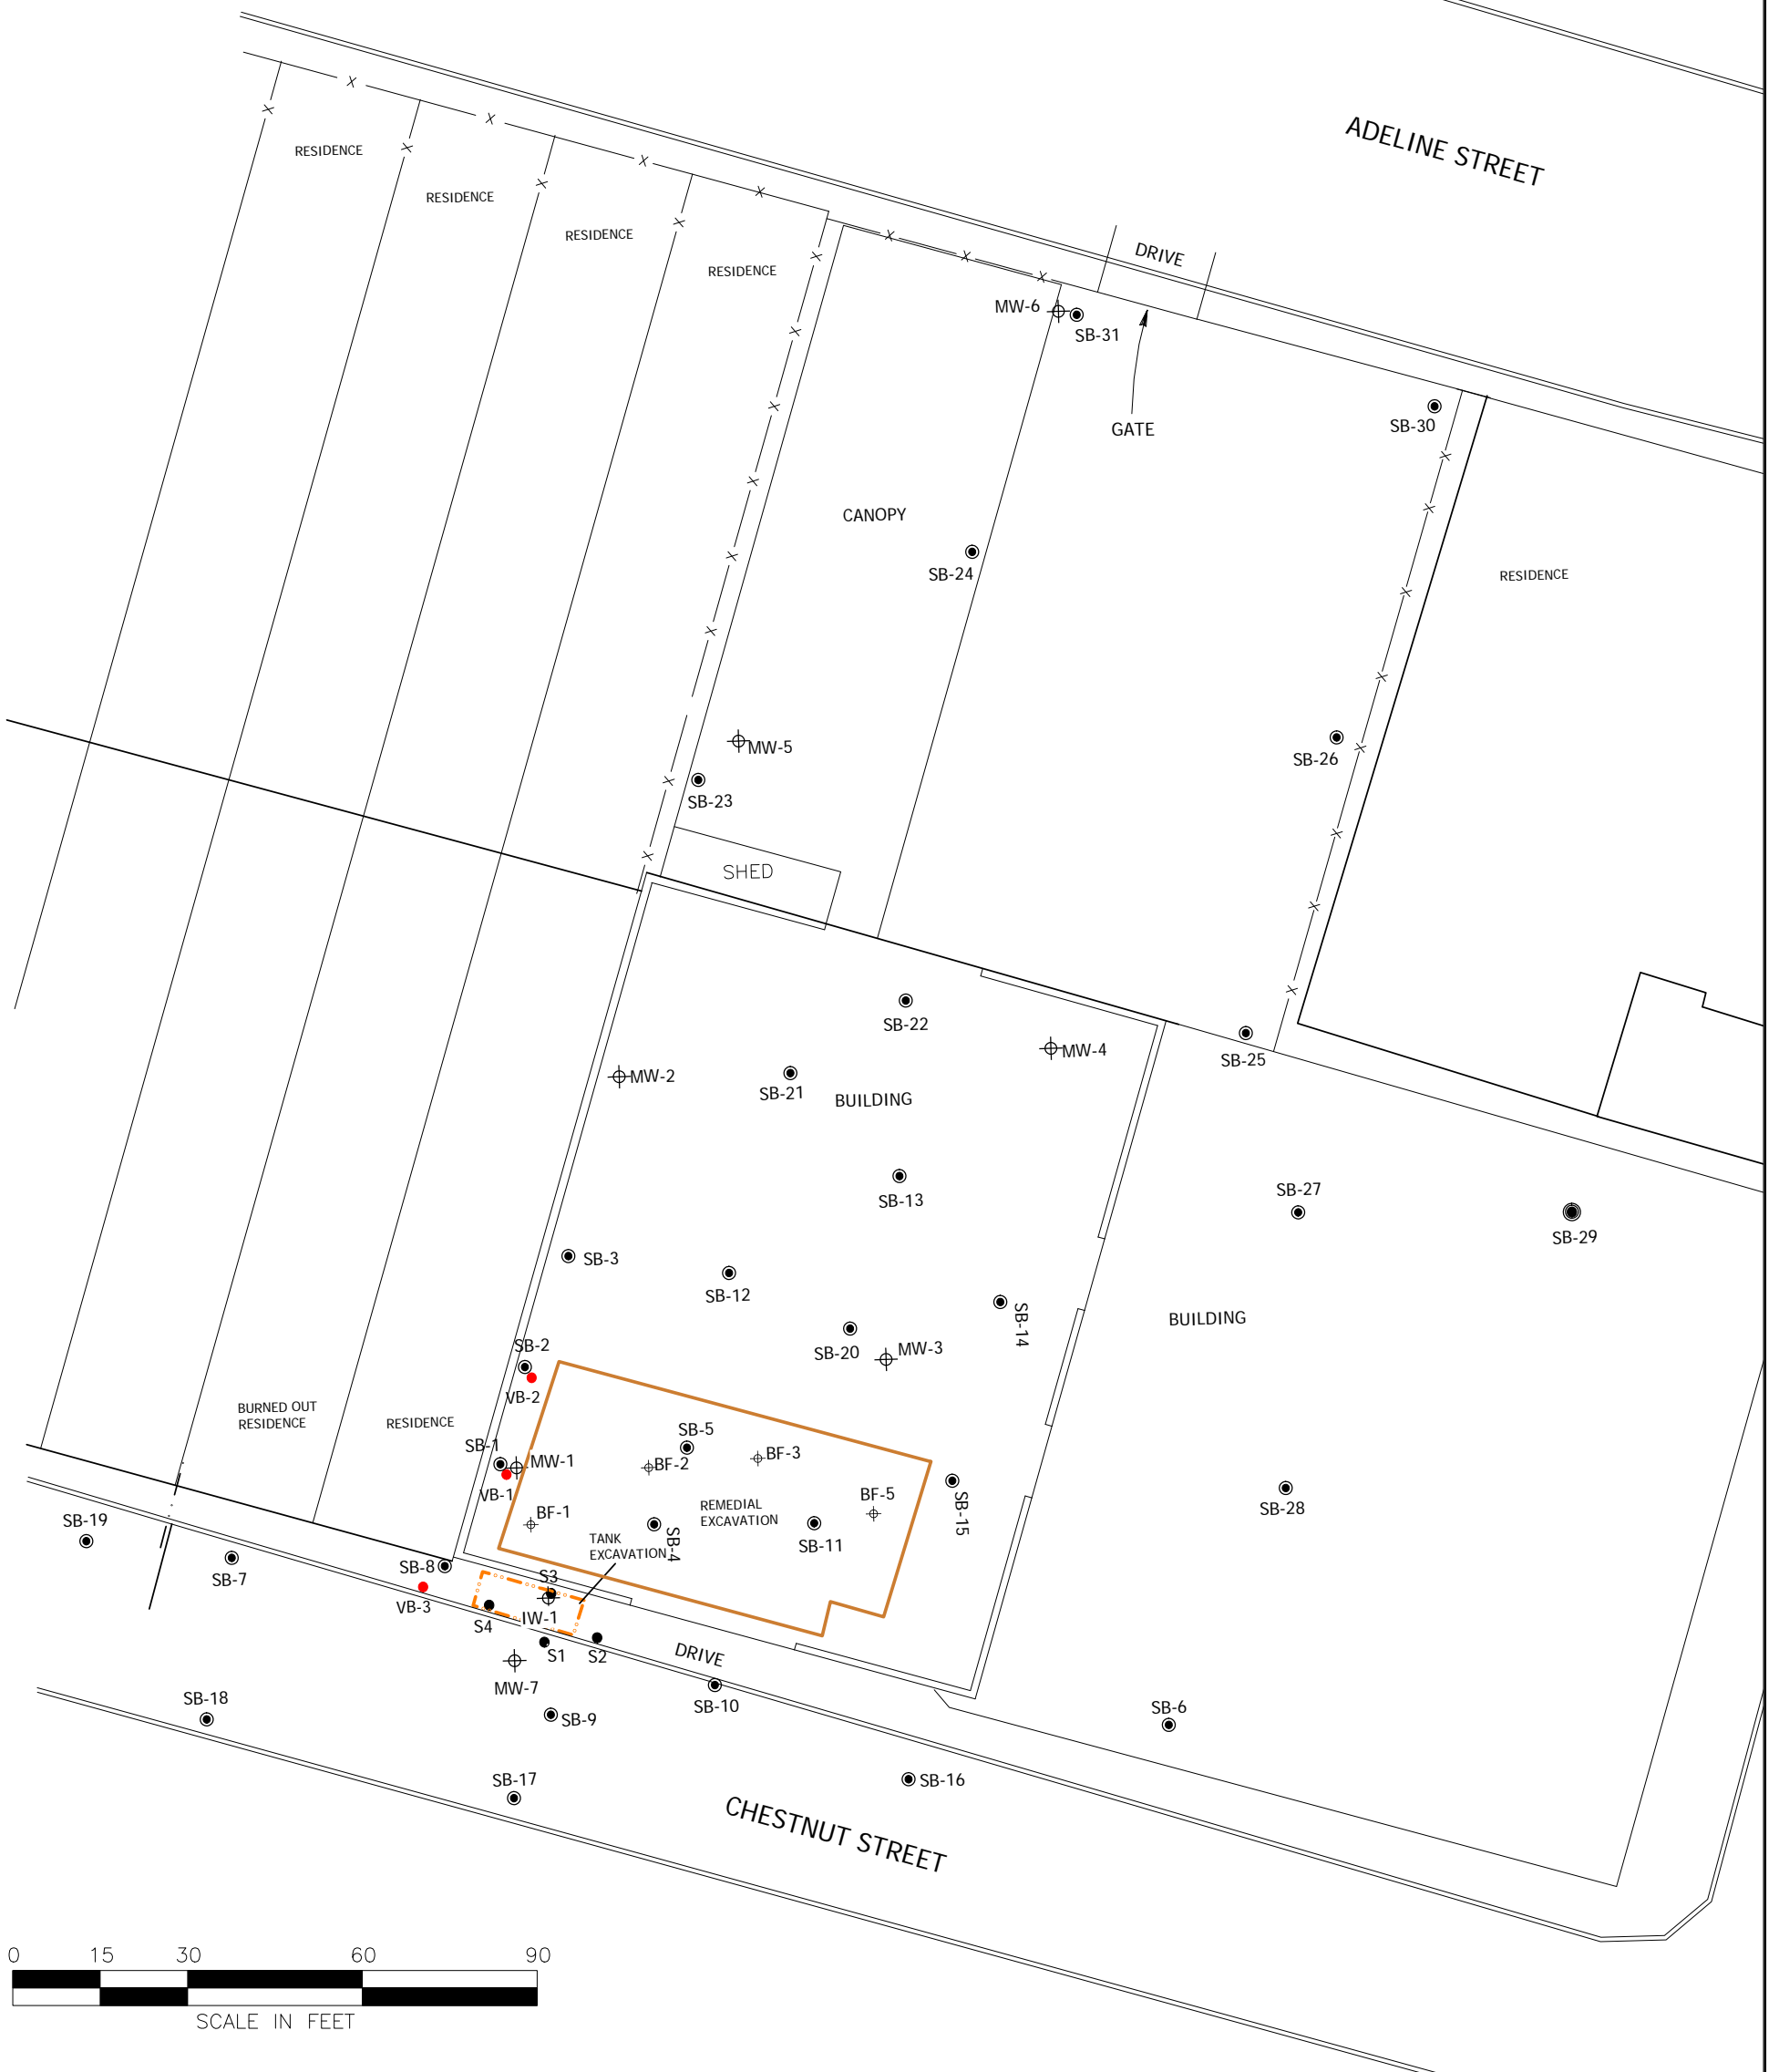 ADELINE STREET
RESIDENCE
RESIDENCE
RESIDENCE
RESIDENCE
DRIVE
MW-6
SB-31
GATE
SB-30
CANOPY
SB-24
RESIDENCE
MW-5
SB-23
SB-26
SHED
SB-22
MW-4
SB-25
MW-2
SB-21
BUILDING
SB-13
SB-27
SB-29
SB-3
SB-12
SB-14
BUILDING
SB-20
MW-3
SB-2
VB-2
BURNED OUT
RESIDENCE
RESIDENCE
SB-1
MW-1
VB-1
SB-5
BF-2
BF-3
BF-1
SB-4
REMEDIAL
EXCAVATION
BF-5
SB-11
SB-15
SB-28
TANK
EXCAVATION
SB-19
SB-7
SB-8
VB-3
S3
S4
IW-1
S1
S2
DRIVE
MW-7
SB-18
SB-9
SB-10
SB-6
SB-17
SB-16
CHESTNUT STREET
0 15 30 60 90
SCALE IN FEET